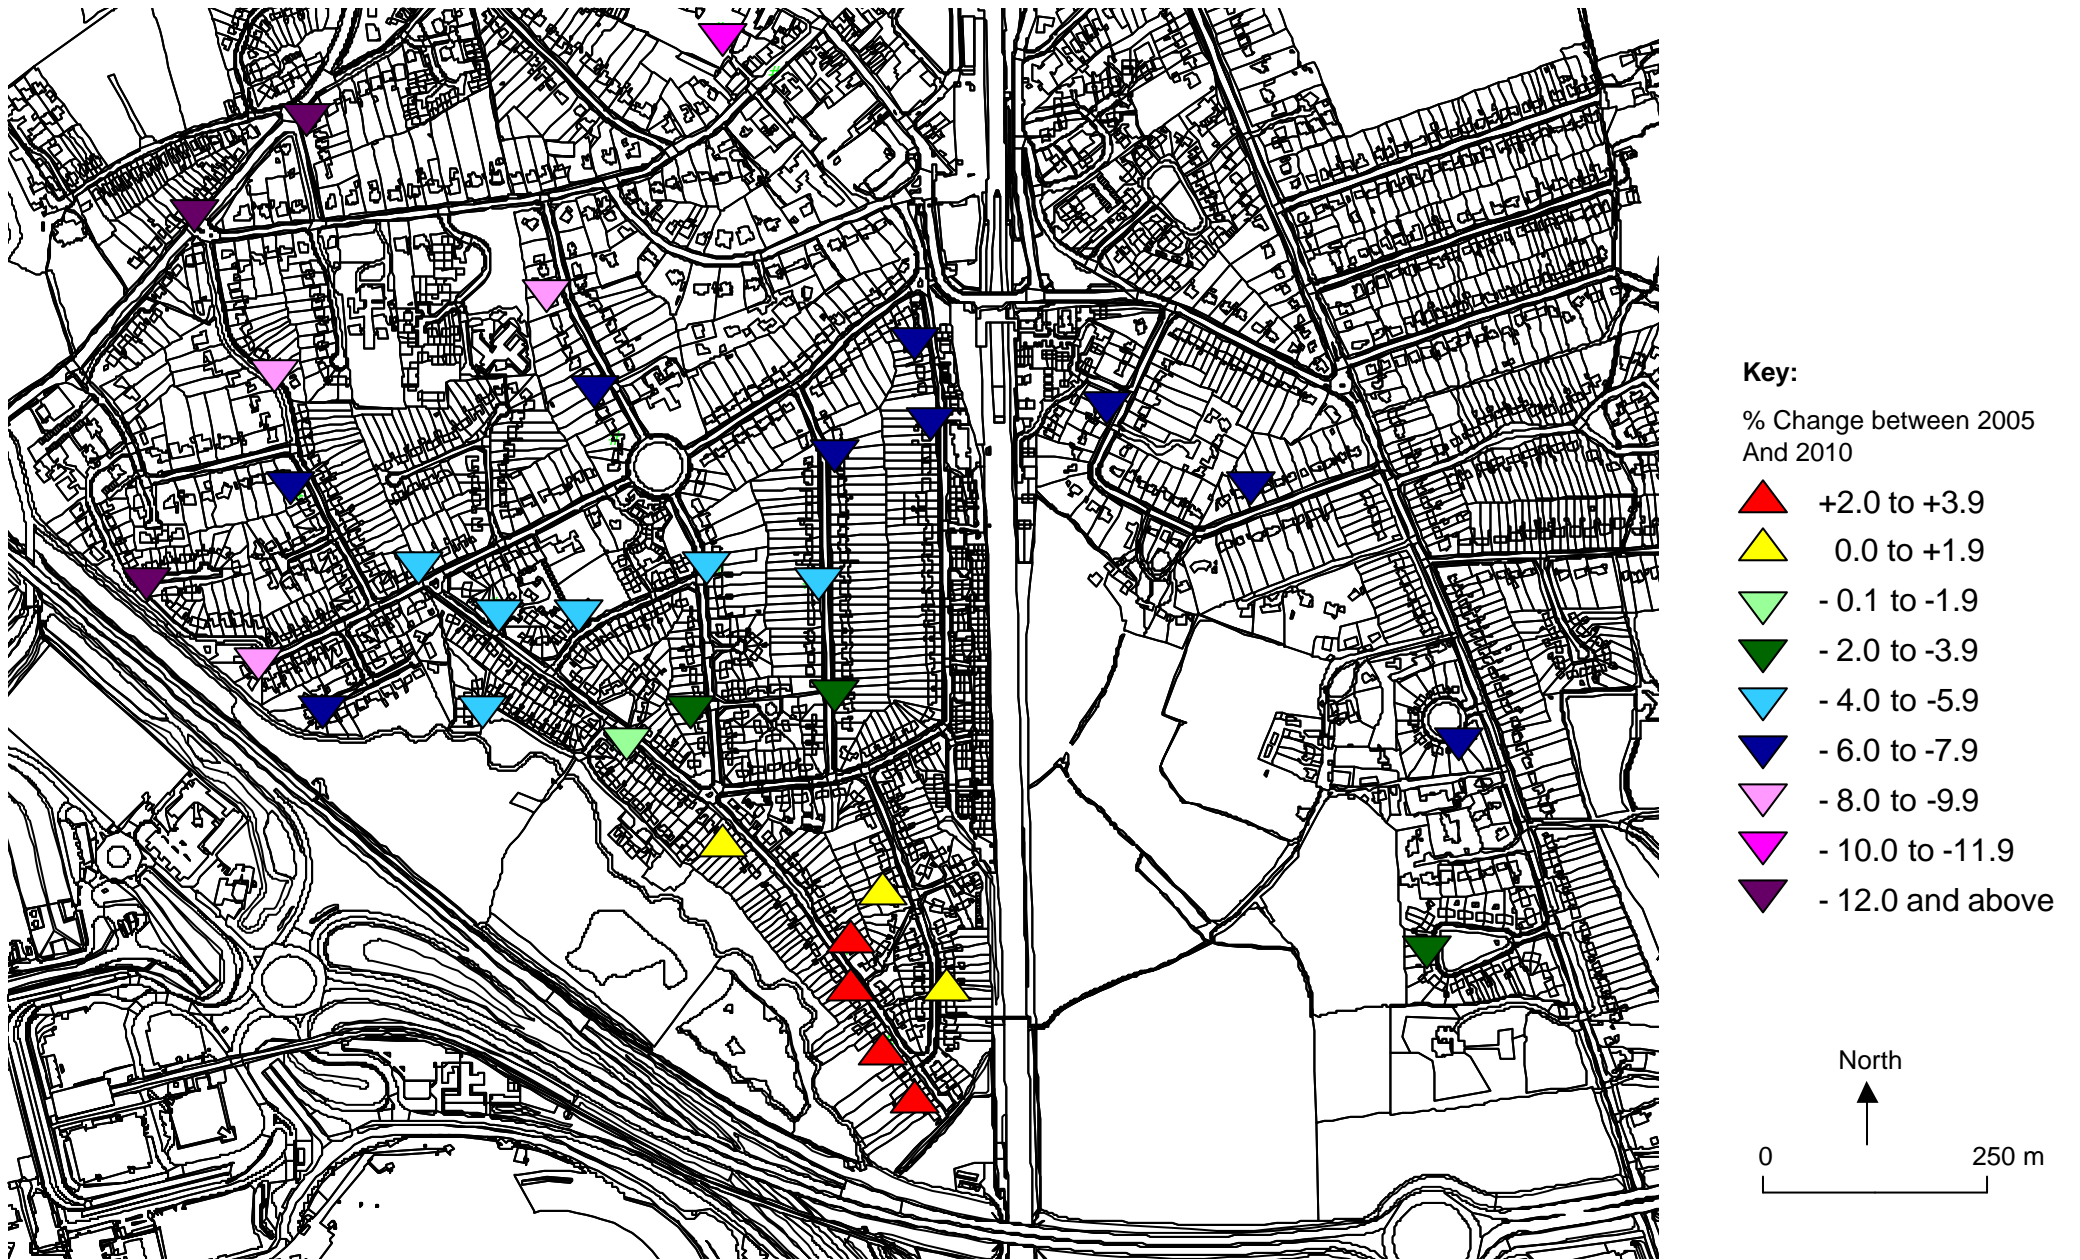 Key:
% Change between 2005
And 2010
+2.0 to +3.9
0.0 to +1.9
- 0.1 to -1.9
- 2.0 to -3.9
- 4.0 to -5.9
- 6.0 to -7.9
- 8.0 to -9.9
- 10.0 to -11.9
- 12.0 and above
North
0 250 m